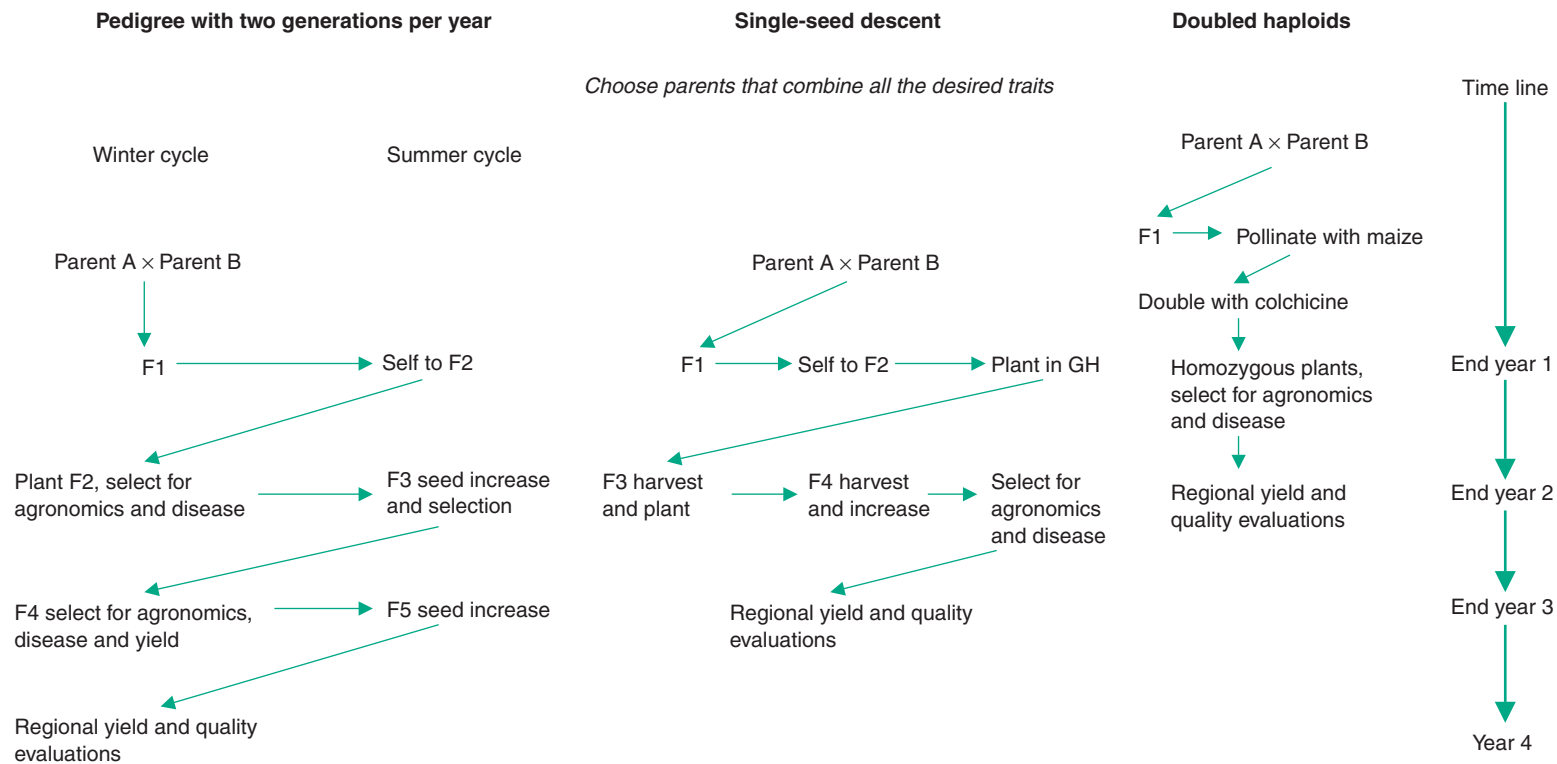 Pedigree with two generations per year
Winter cycle
Summer cycle
Parent A × Parent B
F1
Self to F2
Plant F2, select for
agronomics and disease
F3 seed increase
and selection
F4 select for agronomics,
disease and yield
F5 seed increase
Regional yield and quality
evaluations
Single-seed descent
Choose parents that combine all the desired traits
Parent A × Parent B
F1
Self to F2
Plant in GH
F3 harvest
and plant
F4 harvest
and increase
Select for
agronomics
and disease
Regional yield and quality
evaluations
Doubled haploids
Parent A × Parent B
F1
Pollinate with maize
Double with colchicine
Homozygous plants,
select for agronomics
and disease
Regional yield and
quality evaluations
Time line
End year 1
End year 2
End year 3
Year 4